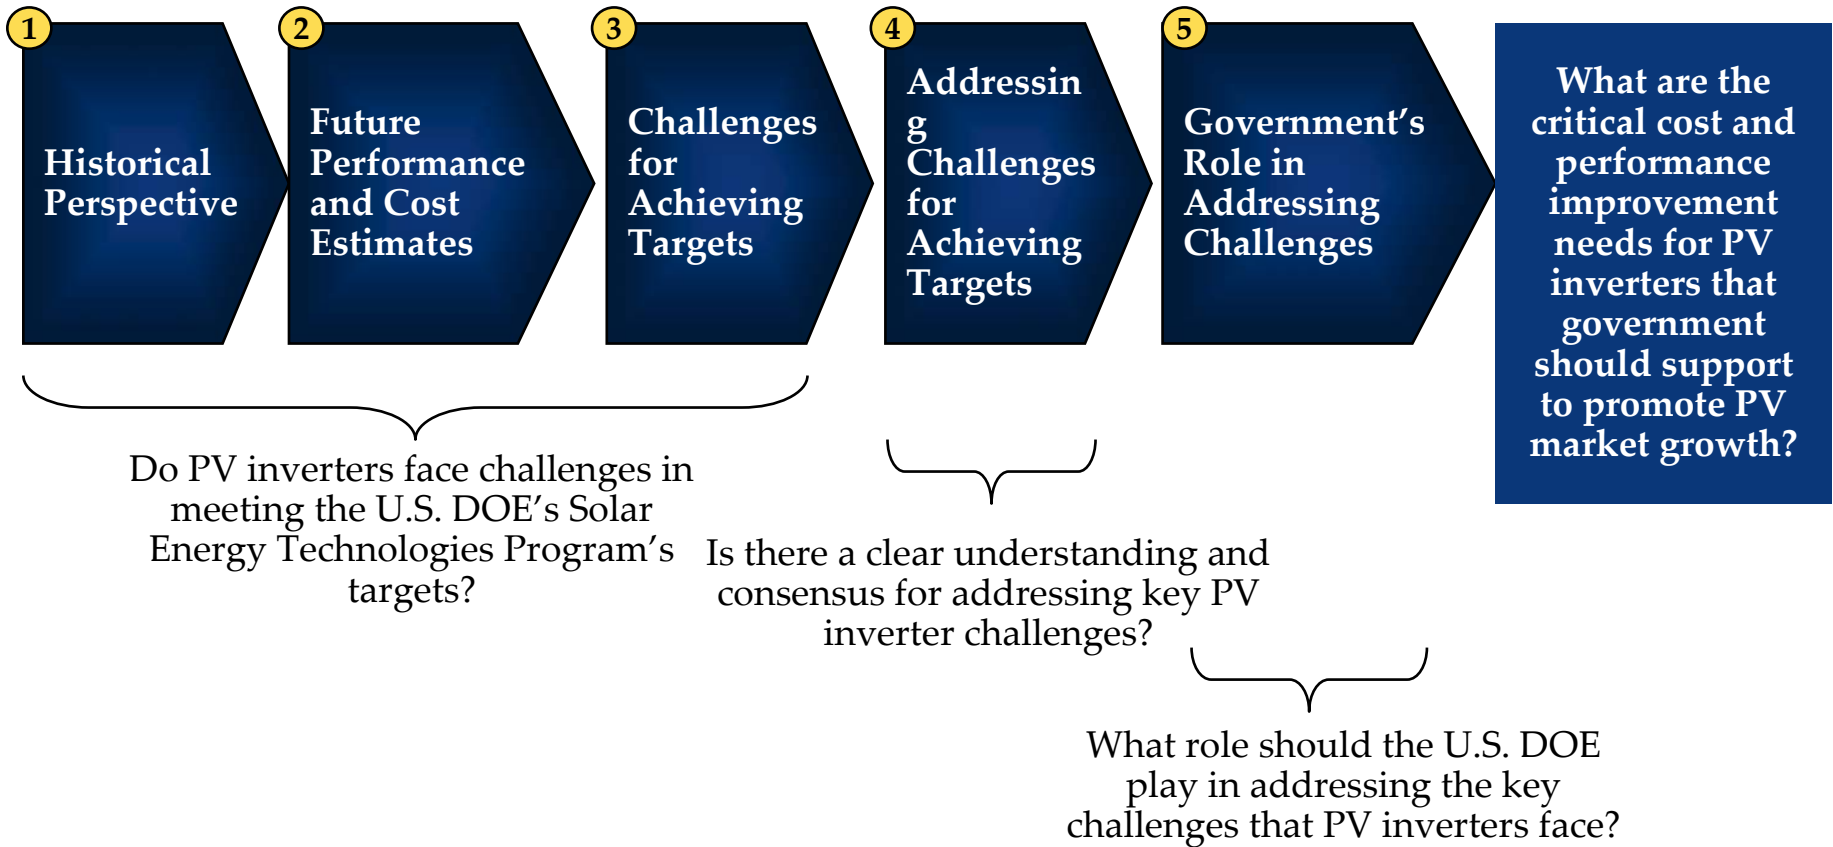 1
Historical
Perspective
2
Future
Performance
and Cost
Estimates
3
Challenges
for
Achieving
Targets
4
Addressin
g
Challenges
for
Achieving
Targets
5
Government’s
Role in
Addressing
Challenges
What are the
critical cost and
performance
improvement
needs for PV
inverters that
government
should support
to promote PV
market growth?
Do PV inverters face challenges in
meeting the U.S. DOE’s Solar
Energy Technologies Program’s
targets?
Is there a clear understanding and
consensus for addressing key PV
inverter challenges?
What role should the U.S. DOE
play in addressing the key
challenges that PV inverters face?